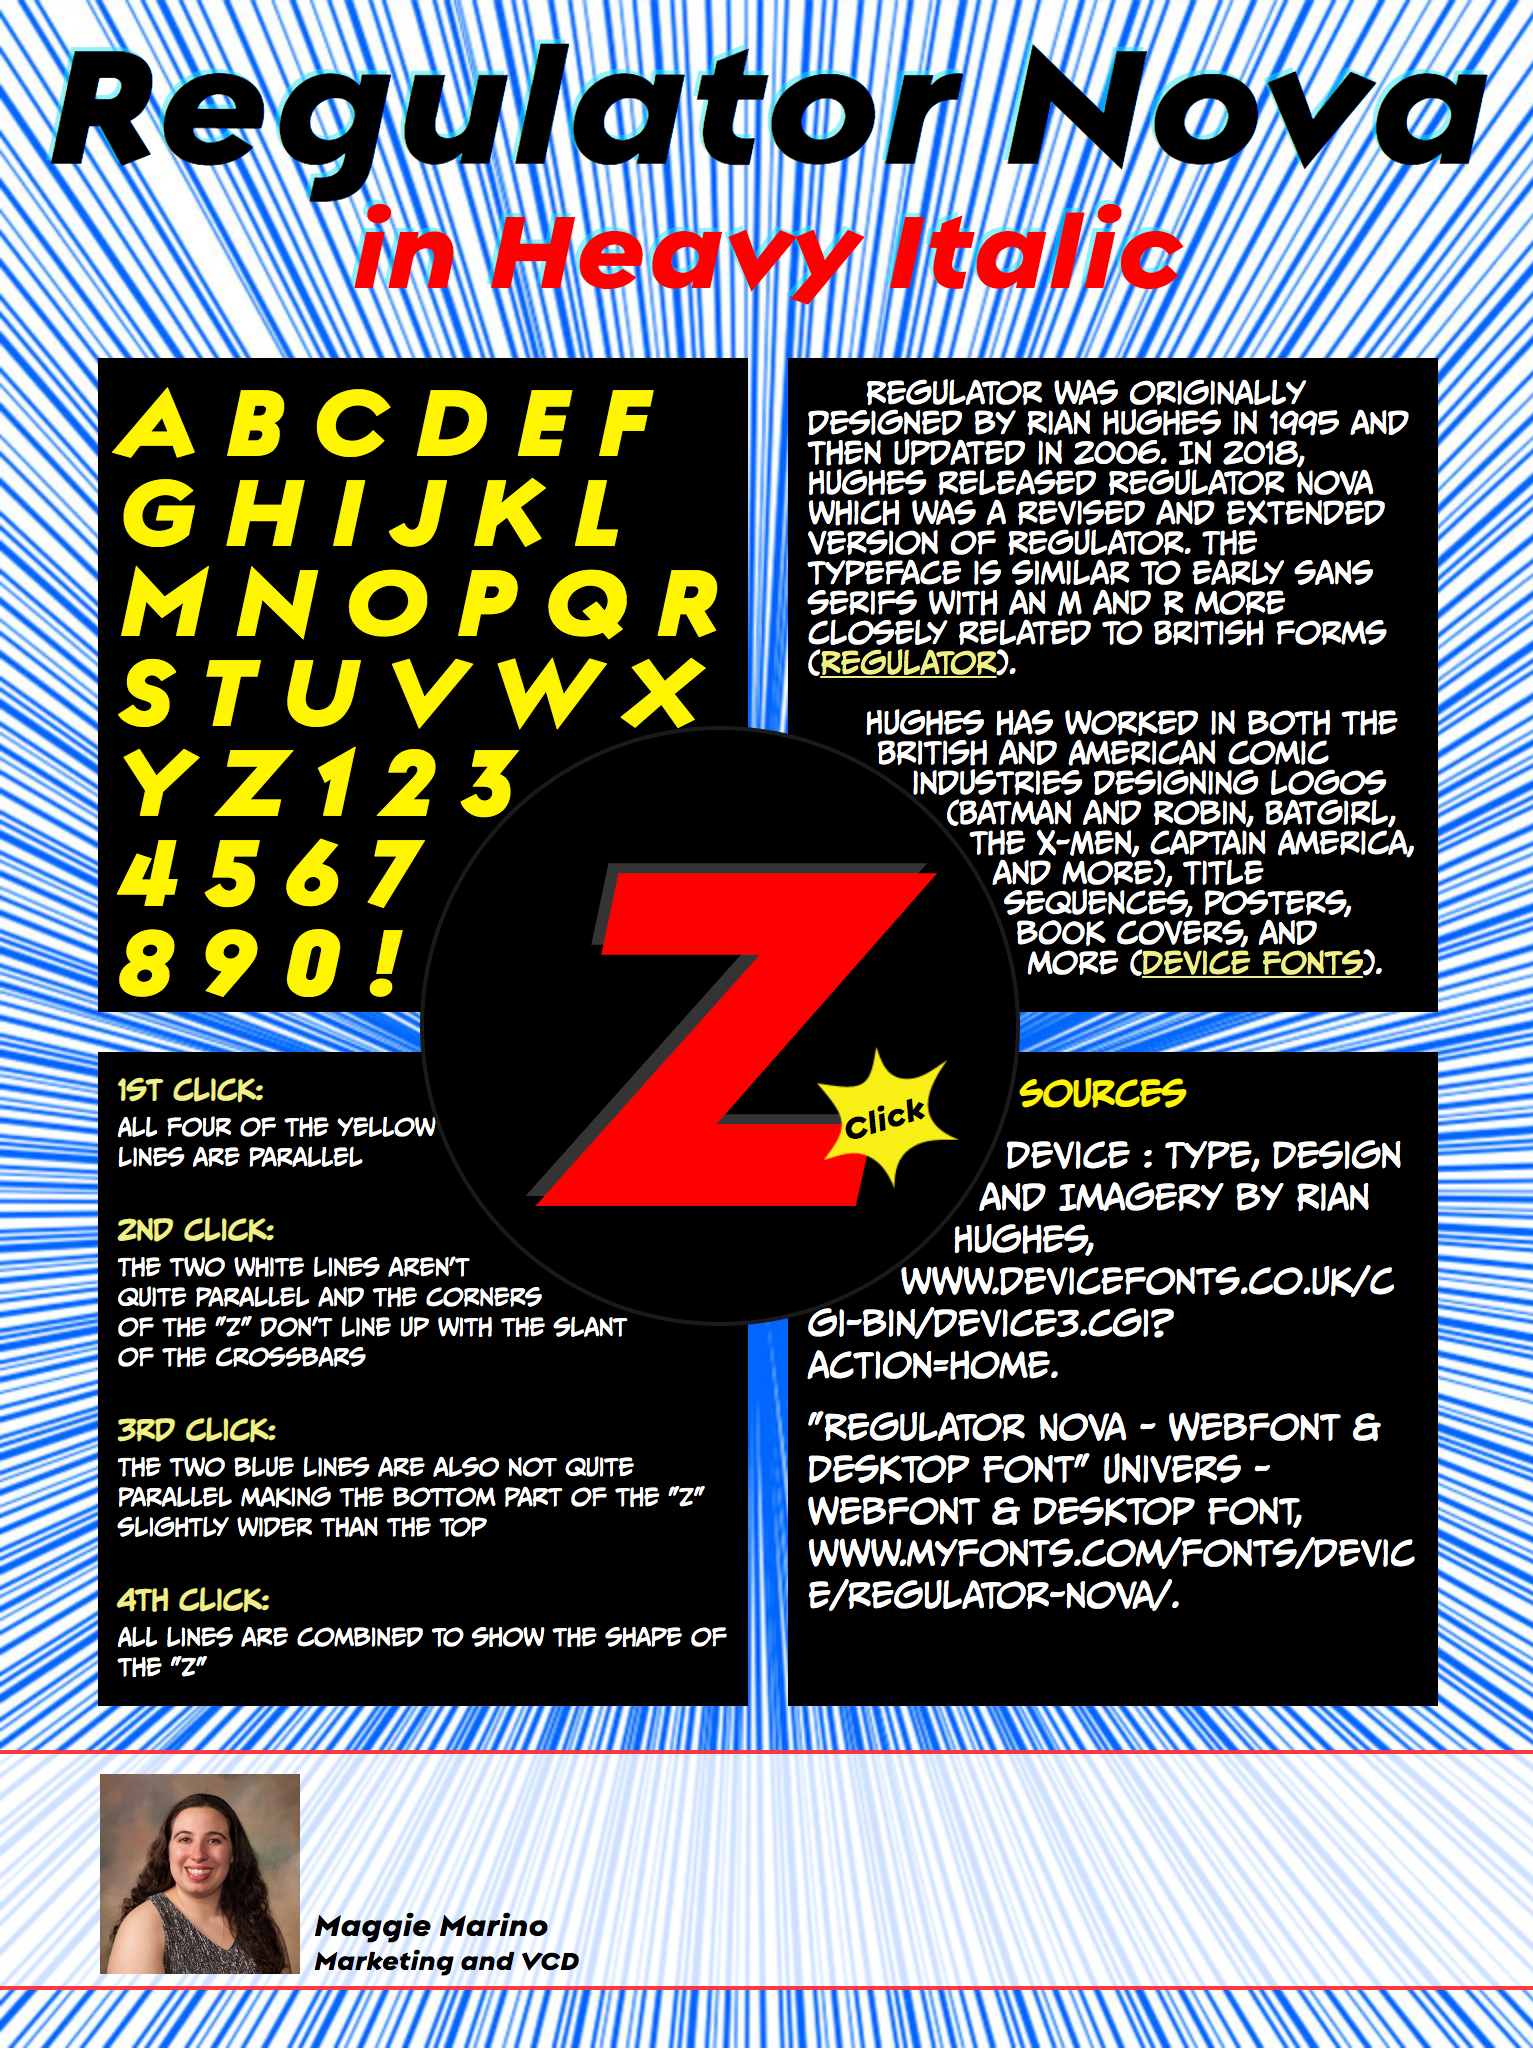 Regulator Nova
in Heavy Italic
A B C D E F
G H I J K L
M N O P Q R
S T U V W X
Y Z 1 2 3
4 5 6 7
8 9 0 !
REGULATOR WAS ORIGINALLY
DESIGNED BY RIAN HUGHES IN 1995 AND
THEN UPDATED IN 2006. IN 2018,
HUGHES RELEASED REGULATOR NOVA
WHICH WAS A REVISED AND EXTENDED
VERSION OF REGULATOR. THE
TYPEFACE IS SIMILAR TO EARLY SANS
SERIFS WITH AN M AND R MORE
CLOSELY RELATED TO BRITISH FORMS
(REGULATOR).
HUGHES HAS WORKED IN BOTH THE
BRITISH AND AMERICAN COMIC
INDUSTRIES DESIGNING LOGOS
(BATMAN AND ROBIN, BATGIRL,
THE X-MEN, CAPTAIN AMERICA,
AND MORE), TITLE
SEQUENCES, POSTERS,
BOOK COVERS, AND
MORE (DEVICE FONTS).
Z
Click
1ST CLICK:
ALL FOUR OF THE YELLOW
LINES ARE PARALLEL
2ND CLICK:
THE TWO WHITE LINES AREN'T
QUITE PARALLEL AND THE CORNERS
OF THE "Z" DON'T LINE UP WITH THE SLANT
OF THE CROSSBARS
3RD CLICK:
THE TWO BLUE LINES ARE ALSO NOT QUITE
PARALLEL MAKING THE BOTTOM PART OF THE "Z"
SLIGHTLY WIDER THAN THE TOP
4TH CLICK:
ALL LINES ARE COMBINED TO SHOW THE SHAPE OF
THE "Z"
SOURCES
DEVICE : TYPE, DESIGN
AND IMAGERY BY RIAN
HUGHES,
WWW.DEVICEFONTS.CO.UK/C
GI-BIN/DEVICE3.CGI?
ACTION=HOME.
"REGULATOR NOVA - WEBFONT &
DESKTOP FONT" UNIVERS -
WEBFONT & DESKTOP FONT,
WWW.MYFONTS.COM/FONTS/DEVIC
E/REGULATOR-NOVA/.
Maggie Marino
Marketing and VCD